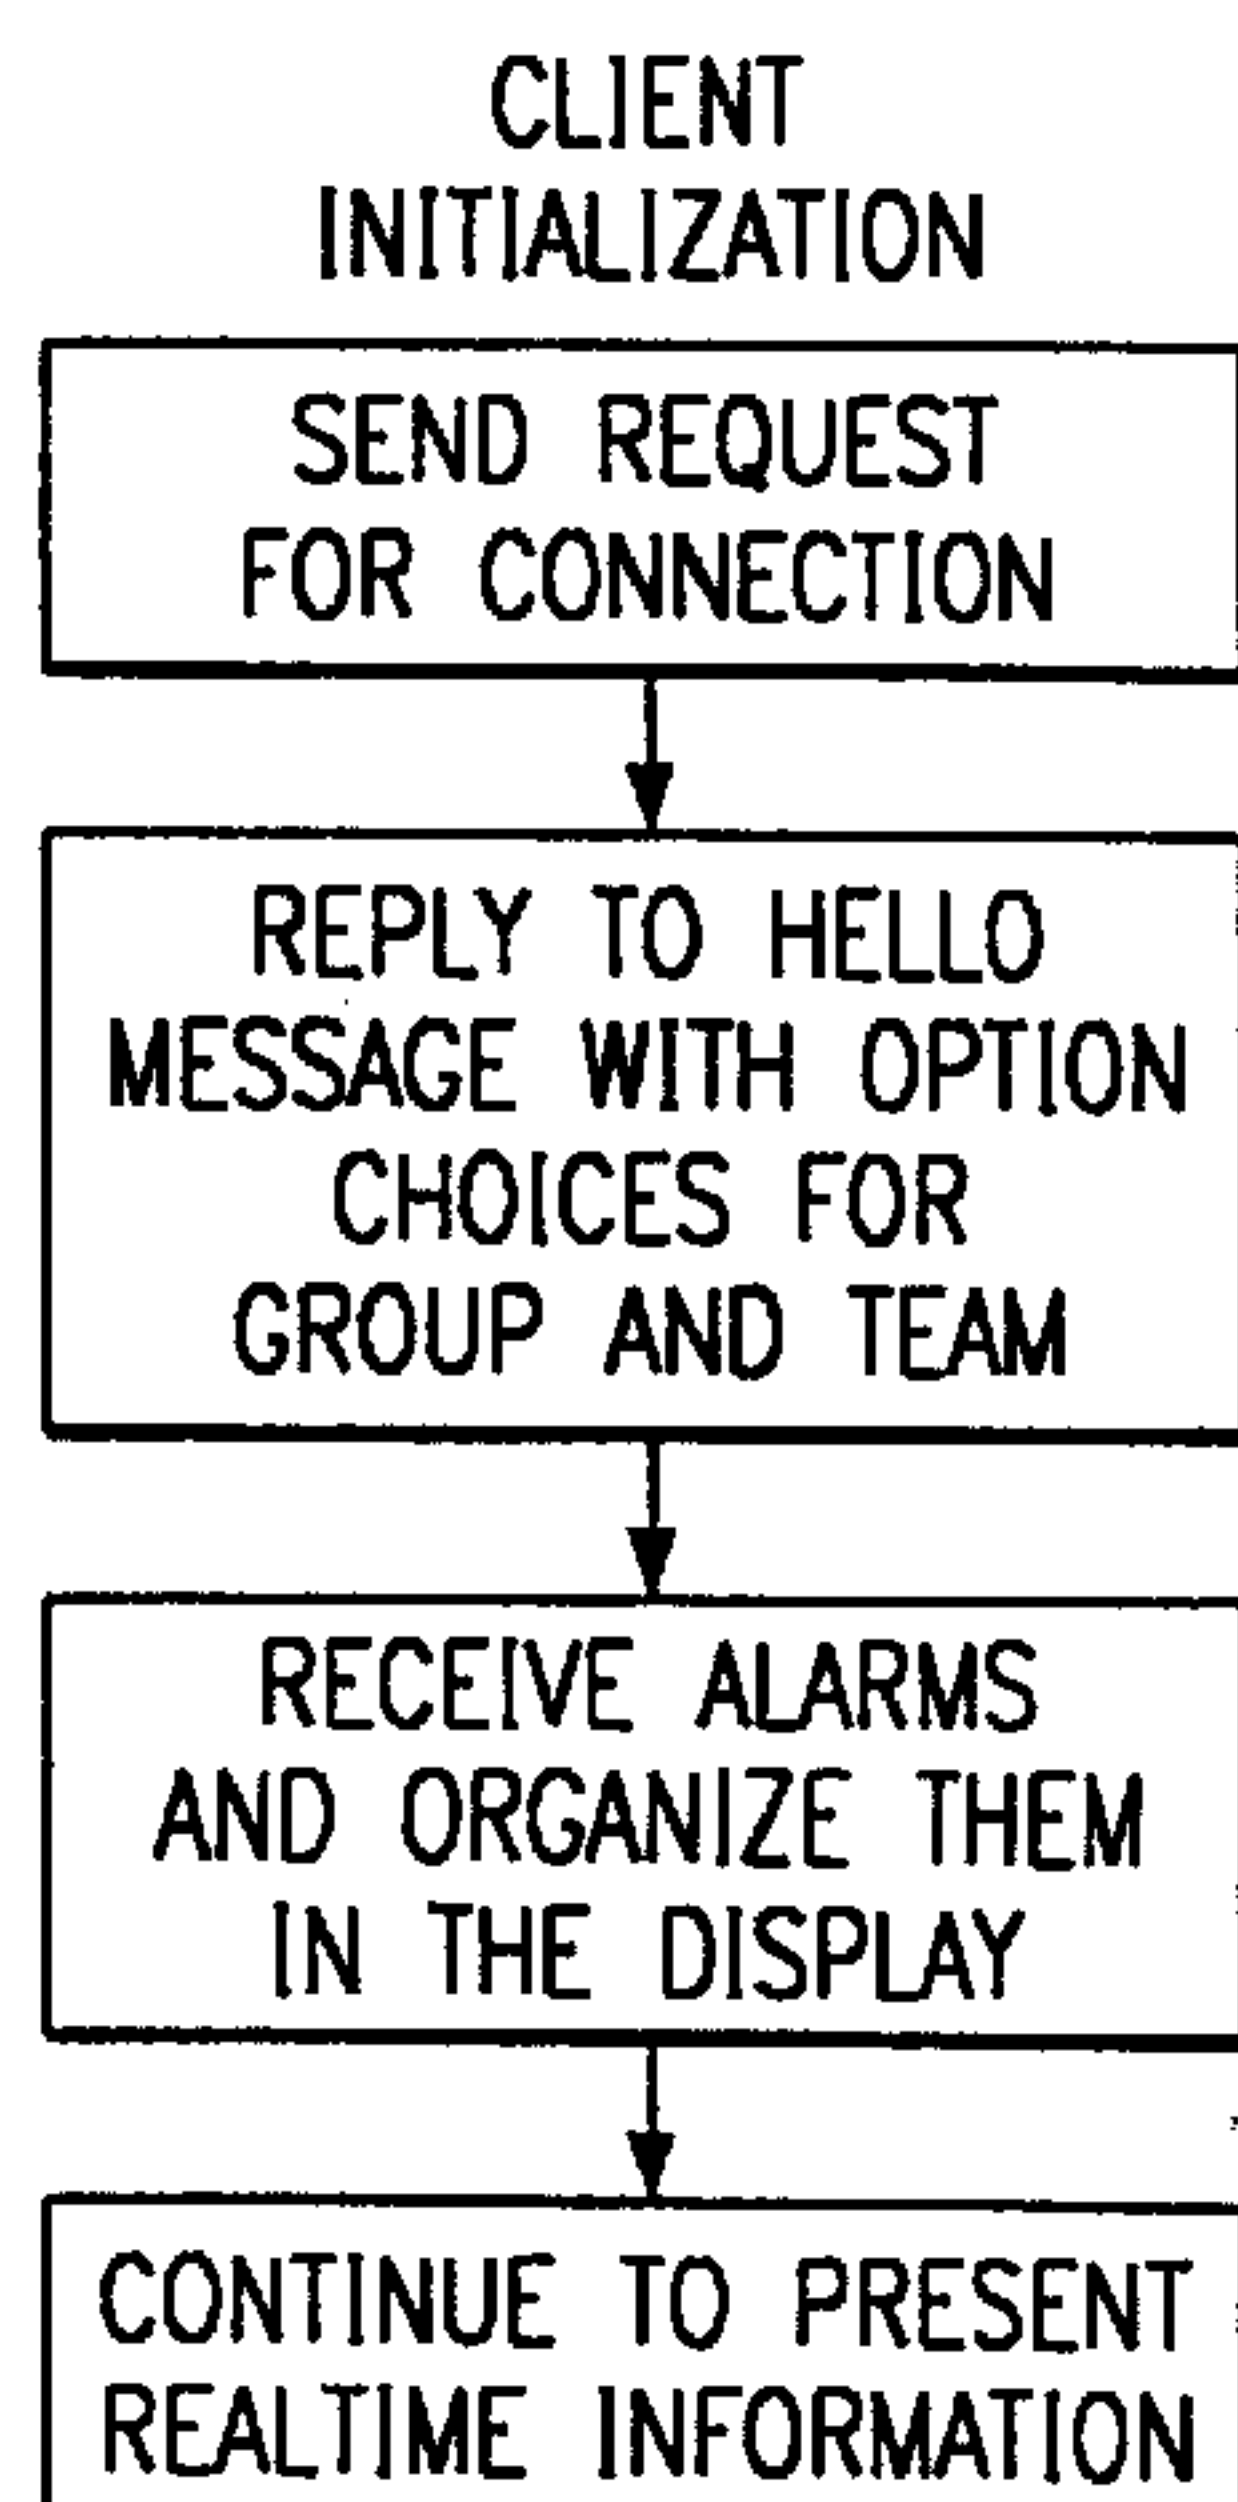 CLIENT
INITIALIZATION
SEND REQUEST
FOR CONNECTION
REPLY TO HELLO
MESSAGE WITH OPTION
CHOICES FOR
GROUP AND TEAM
RECEIVE ALARMS
AND ORGANIZE THEM
IN THE DISPLAY
CONTINUE TO PRESENT
REALTIME INFORMATION